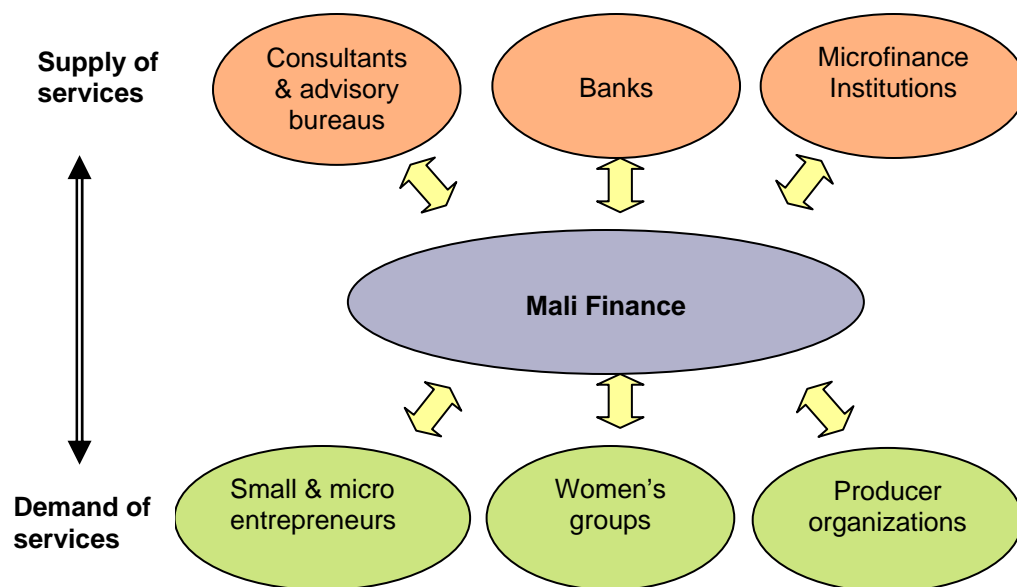 Supply of
services
Consultants
& advisory
bureaus
Banks
Microfinance
Institutions
Mali Finance
Demand of
services
Small & micro
entrepreneurs
Women’s
groups
Producer
organizations